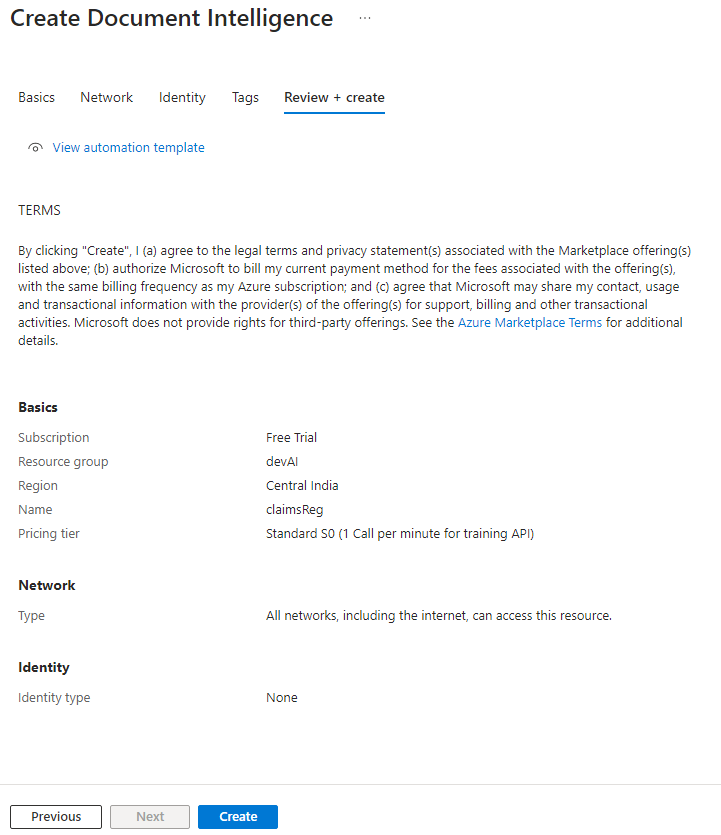 Create Document Intelligence ...
Basics Network Identity Tags Review + create
View automation template
TERMS
By clicking "Create", I (a) agree to the legal terms and privacy statement(s) associated with the Marketplace offering(s)
listed above; (b) authorize Microsoft to bill my current payment method for the fees associated with the offering(s),
with the same billing frequency as my Azure subscription; and (c) agree that Microsoft may share my contact, usage
and transactional information with the provider(s) of the offering(s) for support, billing and other transactional
activities. Microsoft does not provide rights for third-party offerings. See the Azure Marketplace Terms for additional
details.
Basics
Subscription Free Trial
Resource group devAI
Region Central India
Name claimsReg
Pricing tier Standard S0 (1 Call per minute for training API)
Network
Type All networks, including the internet, can access this resource.
Identity
Identity type None
Previous Next Create